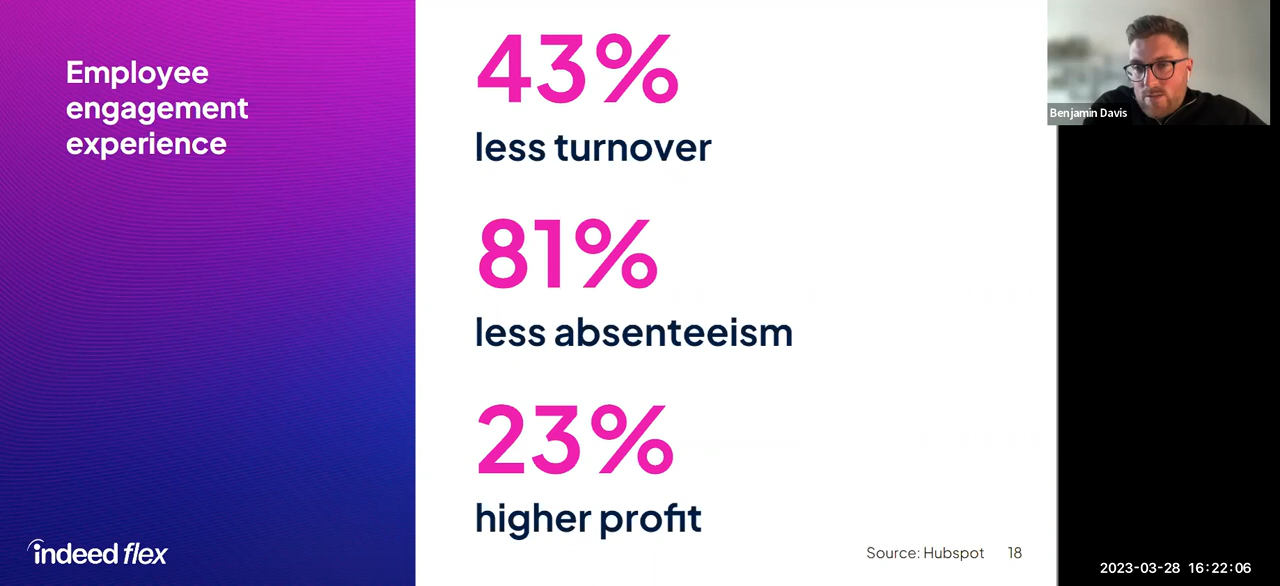 Employee
engagement
experience
43%
less turnover
81%
less absenteeism
23%
higher profit
indeed flex
Source: Hubspot 18
Benjamin Davis
2023-03-28 16:22:06